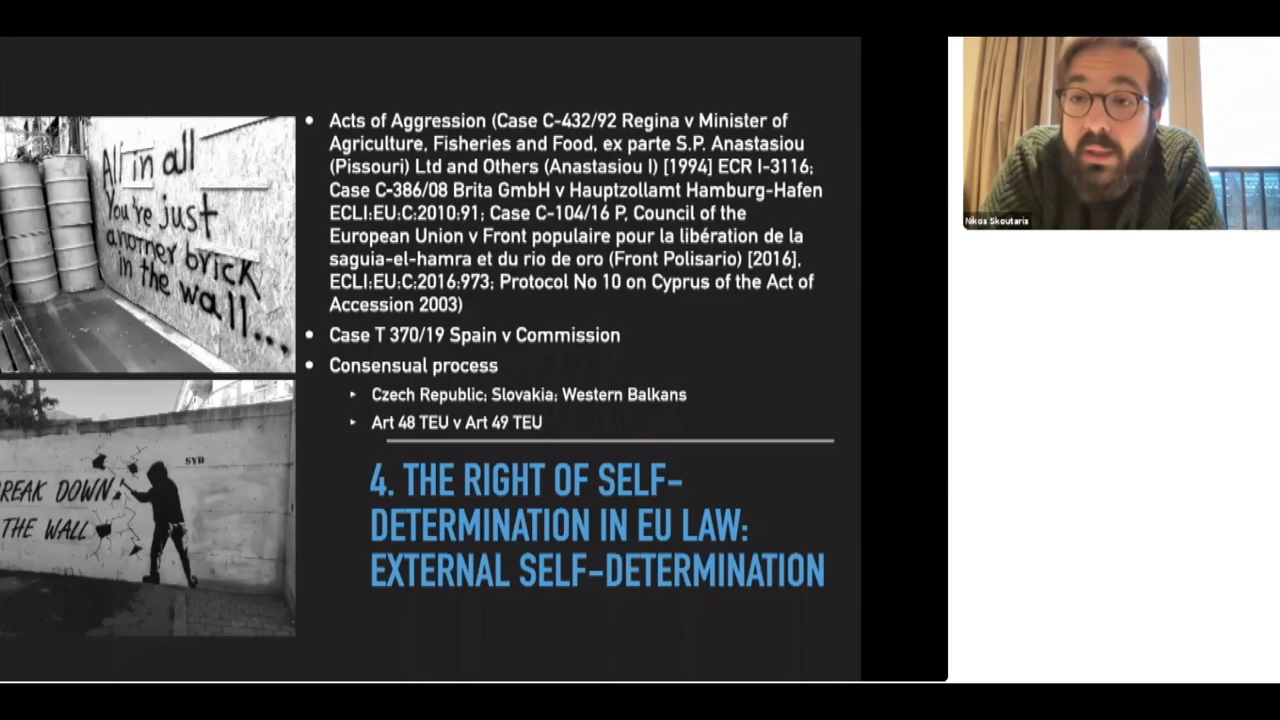 All in all
You're just
another brick
in the wall...
SYD
REAK DOWN
THE WALL
• Acts of Aggression (Case C-432/92 Regina v Minister of
Agriculture, Fisheries and Food, ex parte S.P. Anastasiou
(Pissouri) Ltd and Others (Anastasiou I) [1994] ECR I-3116;
Case C-386/08 Brita GmbH v Hauptzollamt Hamburg-Hafen
ECLI:EU:C:2010:91; Case C-104/16 P, Council of the
European Union v Front populaire pour la libération de la
saguia-el-hamra et du rio de oro (Front Polisario) [2016],
ECLI:EU:C:2016:973; Protocol No 10 on Cyprus of the Act of
Accession 2003)
• Case T 370/19 Spain v Commission
• Consensual process
‣ Czech Republic; Slovakia; Western Balkans
‣ Art 48 TEU v Art 49 TEU
4. THE RIGHT OF SELF-
DETERMINATION IN EU LAW:
EXTERNAL SELF-DETERMINATION
Nikos Skoutaris